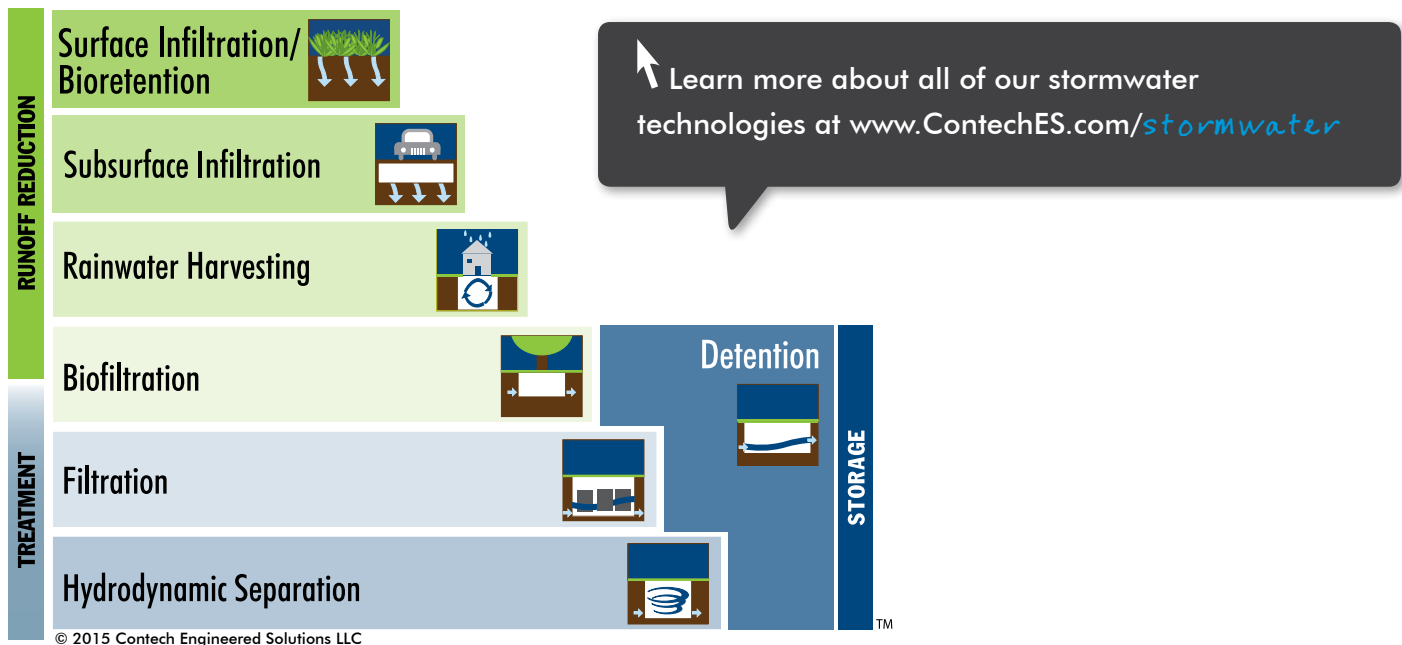 Surface Infiltration/
Bioretention
Learn more about all of our stormwater
technologies at www.ContechES.com/stormwater
RUNOFF REDUCTION
Subsurface Infiltration
Rainwater Harvesting
Biofiltration
Detention
TREATMENT
Filtration
STORAGE
Hydrodynamic Separation
TM
© 2015 Contech Engineered Solutions LLC